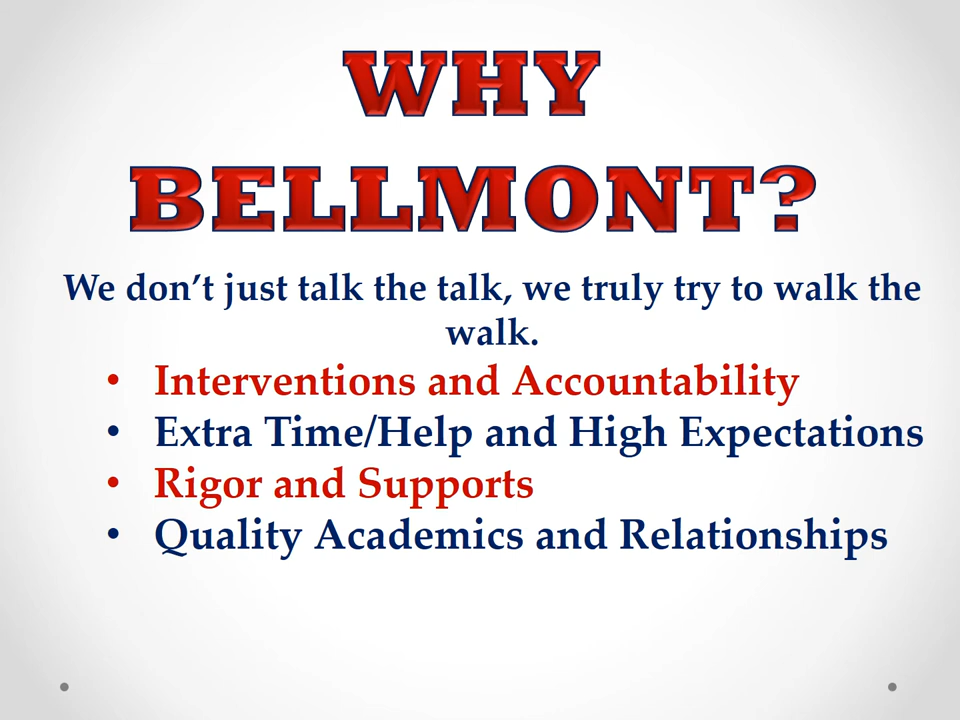 WHY
BELLMONT?
We don’t just talk the talk, we truly try to walk the
walk.
• Interventions and Accountability
• Extra Time/Help and High Expectations
• Rigor and Supports
• Quality Academics and Relationships